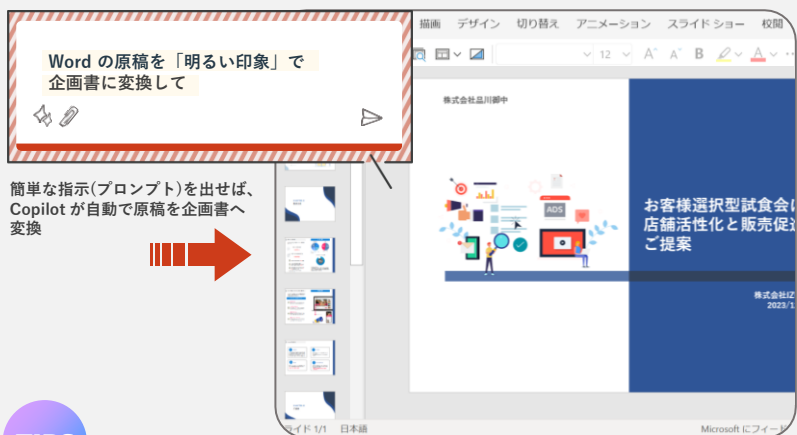 Word の原稿を「明るい印象」で
企画書に変換して
簡単な指示(プロンプト)を出せば、
Copilot が自動で原稿を企画書へ
変換
描画 デザイン 切り替え アニメーション スライド ショー 校閲
12
B
株式会社品川御中
ADS
お客様選択型試食会
店舗活性化と販売促
ご提案
株式会社IZ
2023/1
ライド 1/1 日本語
Microsoft にフィード